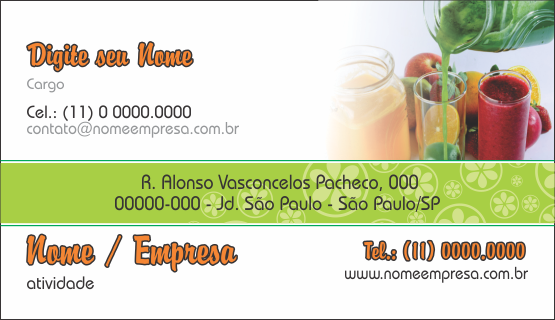 Digite seu Nome
Cargo
Cel.: (11) 0 0000.0000
contato@nomeempresa.com.br
R. Alonso Vasconcelos Pacheco, 000
00000-000 - Jd. São Paulo - São Paulo/SP
Nome / Empresa
atividade
Tel.: (11) 0000.0000
www.nomeempresa.com.br